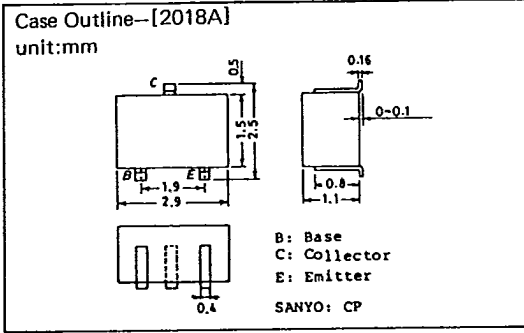 Case Outline—[2018A]
unit:mm
C
0.5
0.16
0~0.1
1.5
2.5
B
E
1.9
2.9
0.8
1.1
0.4
B: Base
C: Collector
E: Emitter
SANYO: CP